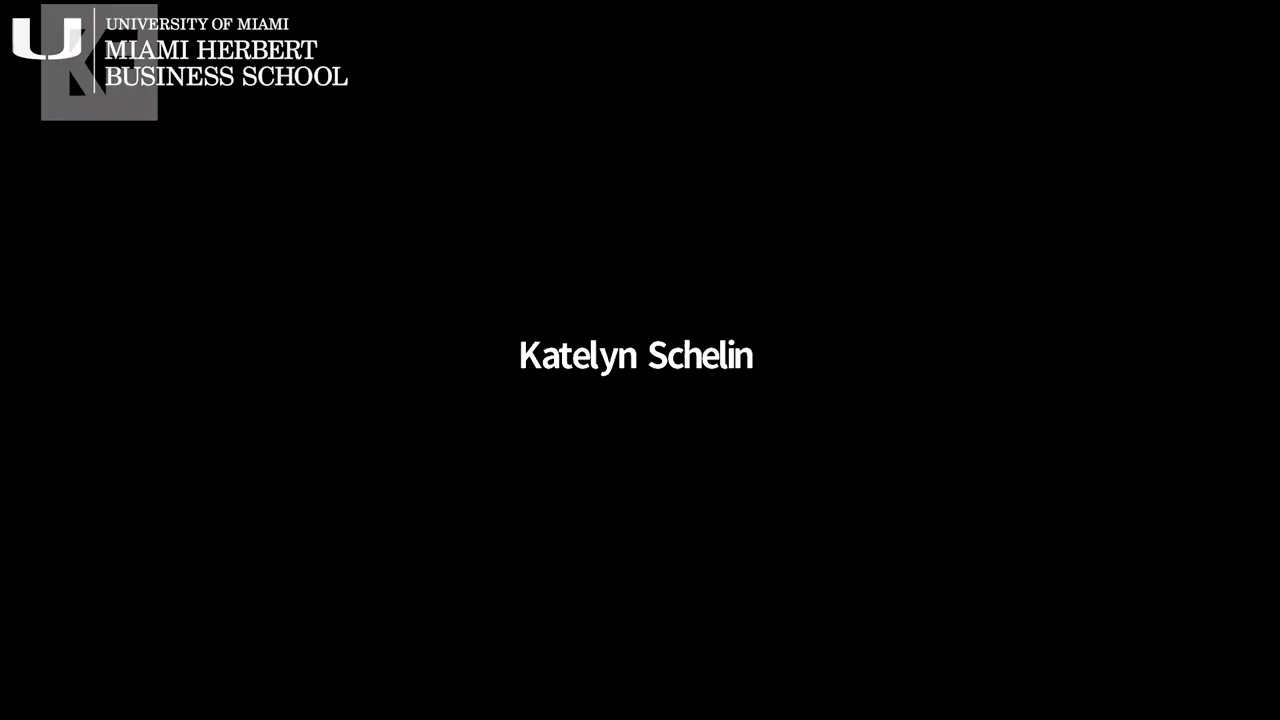 UNIVERSITY OF MIAMI
MIAMI HERBERT
BUSINESS SCHOOL
Katelyn Schelin